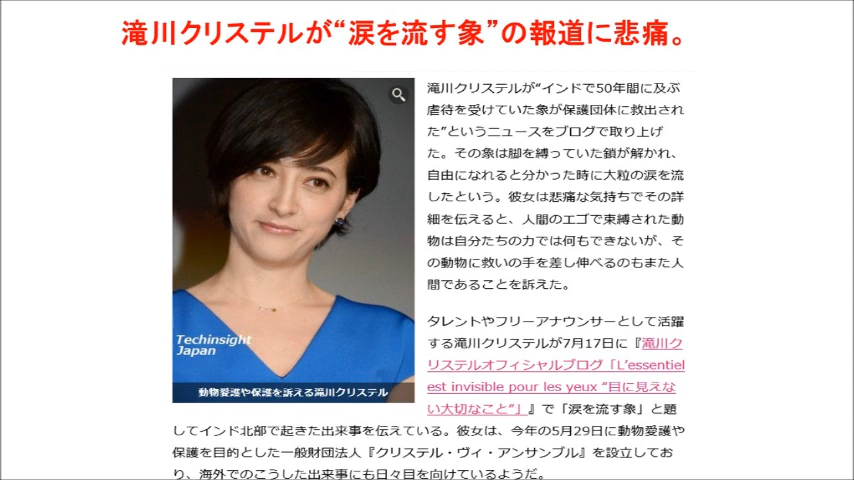 滝川クリステルが“涙を流す象”の報道に悲痛。
滝川クリステルが“インドで50年間に及ぶ
虐待を受けていた象が保護団体に救出され
た”というニュースをブログで取り上げ
た。その象は脚を縛っていた鎖が解かれ、
自由になれると分かった時に大粒の涙を流
したという。彼女は悲痛な気持ちでその詳
細を伝えると、人間のエゴで束縛された動
物は自分たちの力では何もできないが、そ
の動物に救いの手を差し伸べるのもまた人
間であることを訴えた。
Techinsight
Japan
動物愛護や保護を訴える滝川クリステル
タレントやフリーアナウンサーとして活躍
する滝川クリステルが7月17日に『滝川ク
リステルオフィシャルブログ「L’essentiel
est invisible pour les yeux “目に見えな
い大切なこと”」』で「涙を流す象」と題
してインド北部で起きた出来事を伝えている。彼女は、今年の5月29日に動物愛護や
保護を目的とした一般財団法人『クリステル・ヴィ・アンサンブル』を設立してお
り、海外でのこうした出来事にも日々目を向けているようだ。